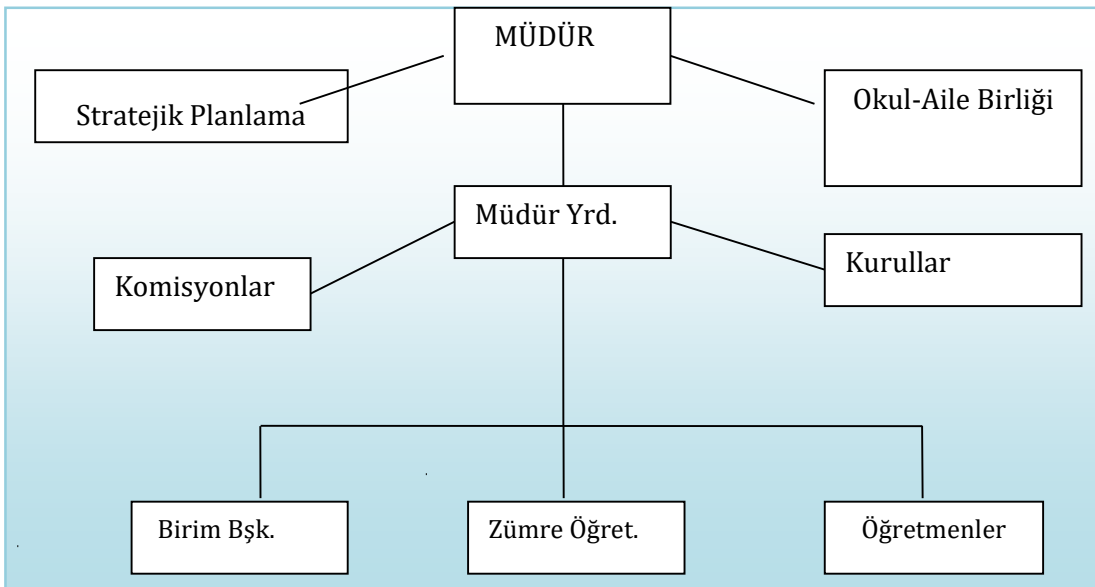 MÜDÜR
Stratejik Planlama
Okul-Aile Birliği
Müdür Yrd.
Komisyonlar
Kurullar
Birim Bşk.
Zümre Öğret.
Öğretmenler